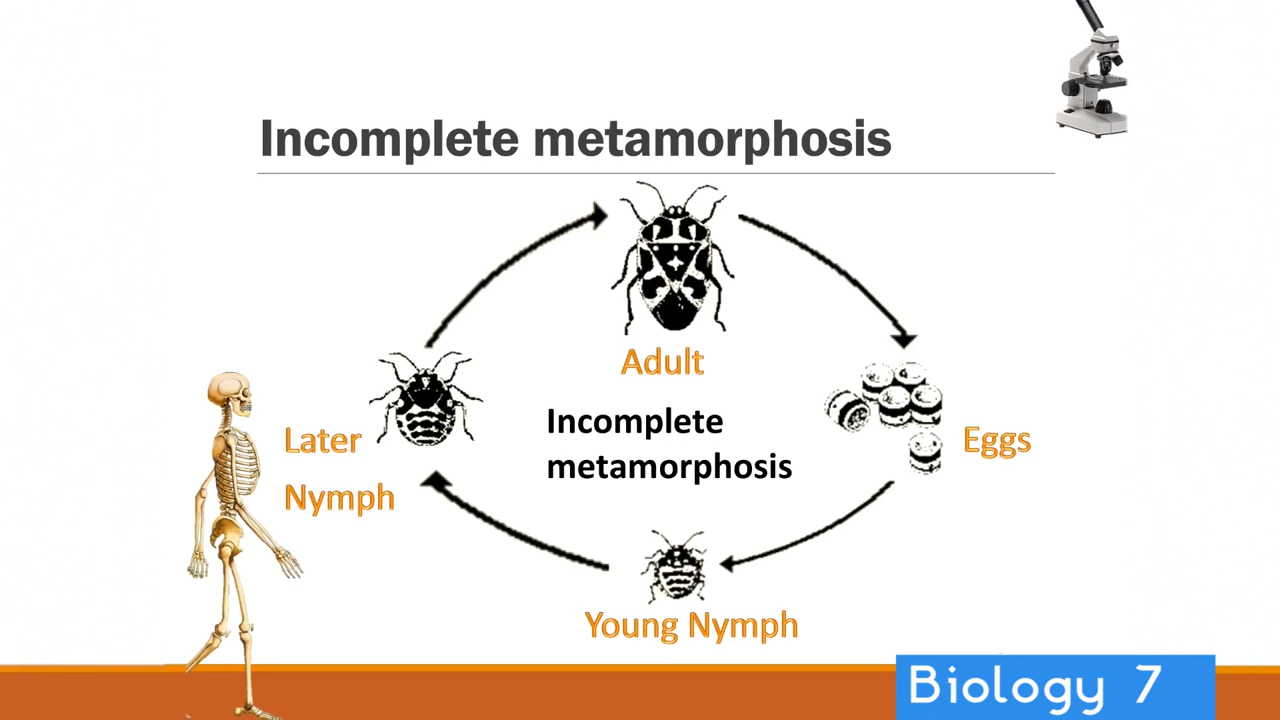 Incomplete metamorphosis
Adult
Incomplete
metamorphosis
Later
Nymph
Eggs
Young Nymph
Biology 7